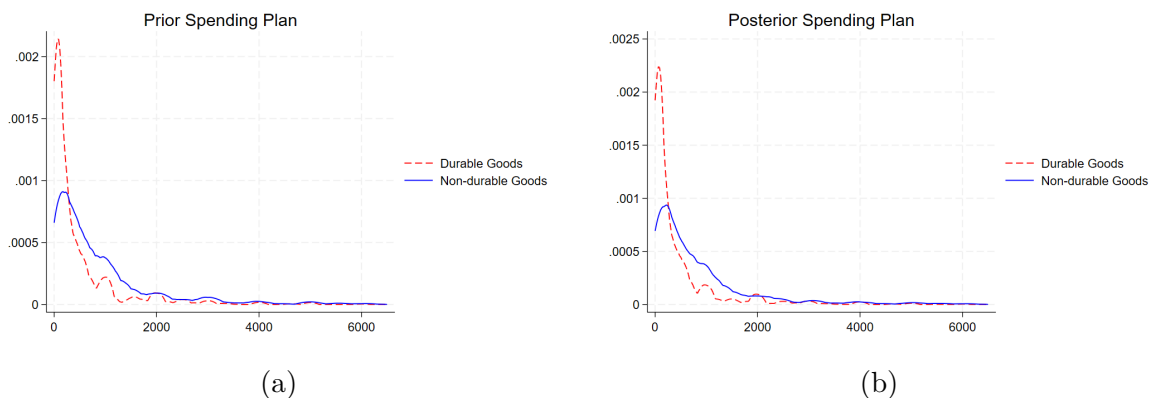 Prior Spending Plan
.002
.0015
.001
.0005
0
0
2000
4000
6000
Durable Goods
Non-durable Goods
(a)
Posterior Spending Plan
.0025
.002
.0015
.001
.0005
0
0
2000
4000
6000
Durable Goods
Non-durable Goods
(b)